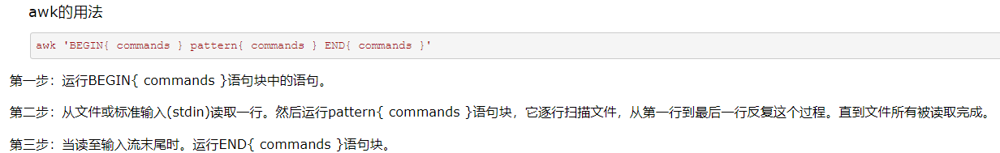 awk的用法
awk 'BEGIN{ commands } pattern{ commands } END{ commands }'
第一步：运行BEGIN{ commands }语句块中的语句。
第二步：从文件或标准输入(stdin)读取一行。然后运行pattern{ commands }语句块，它逐行扫描文件，从第一行到最后一行反复这个过程。直到文件所有被读取完成。
第三步：当读至输入流末尾时。运行END{ commands }语句块。